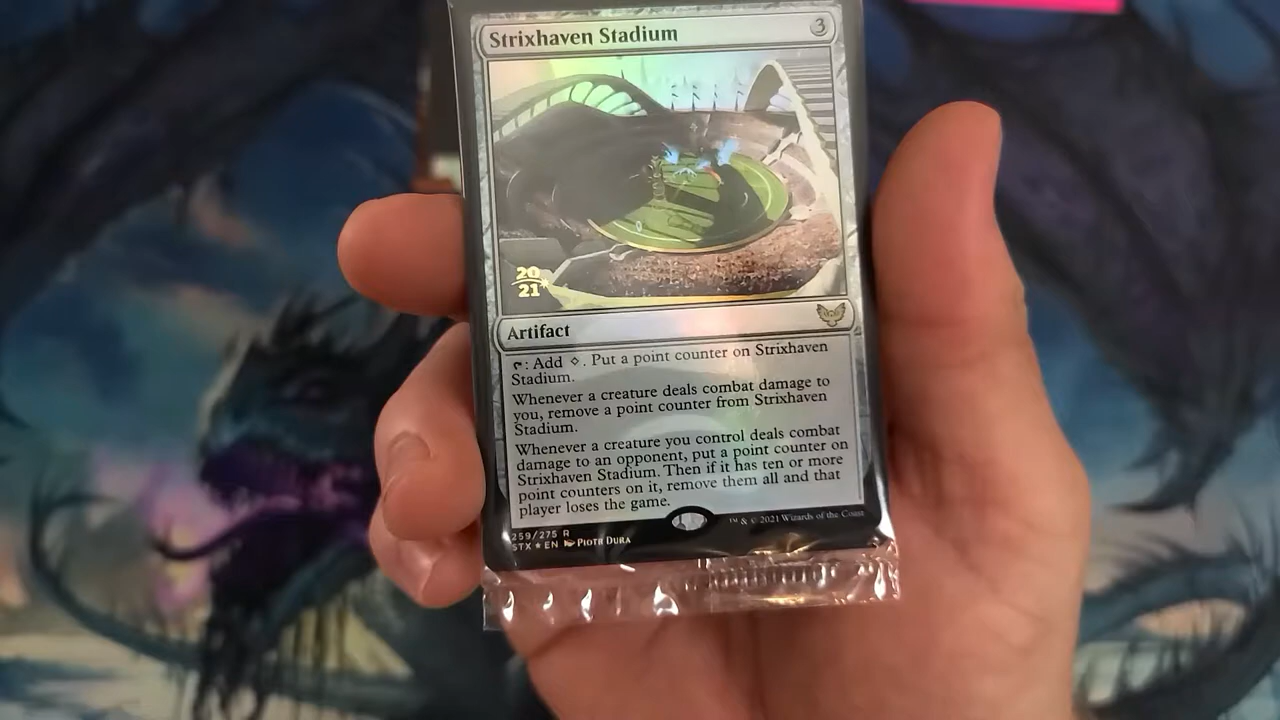 Strixhaven Stadium 3
20
21
Artifact
: Add . Put a point counter on Strixhaven
Stadium.
Whenever a creature deals combat damage to
you, remove a point counter from Strixhaven
Stadium.
Whenever a creature you control deals combat
damage to an opponent, put a point counter on
Strixhaven Stadium. Then if it has ten or more
point counters on it, remove them all and that
player loses the game.
259/275 R
STX ★ EN Piotr Dura
™ & © 2021 Wizards of the Coast